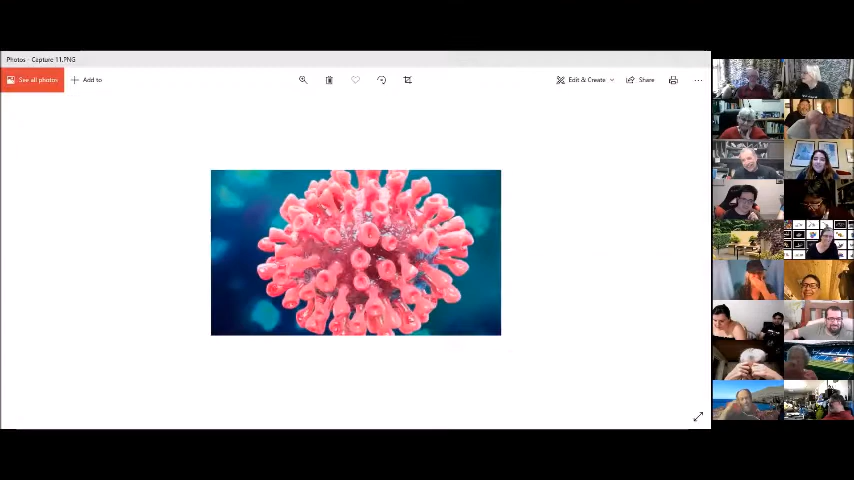 Photos - Capture 11.PNG
See all photos
Add to
Edit & Create
Share